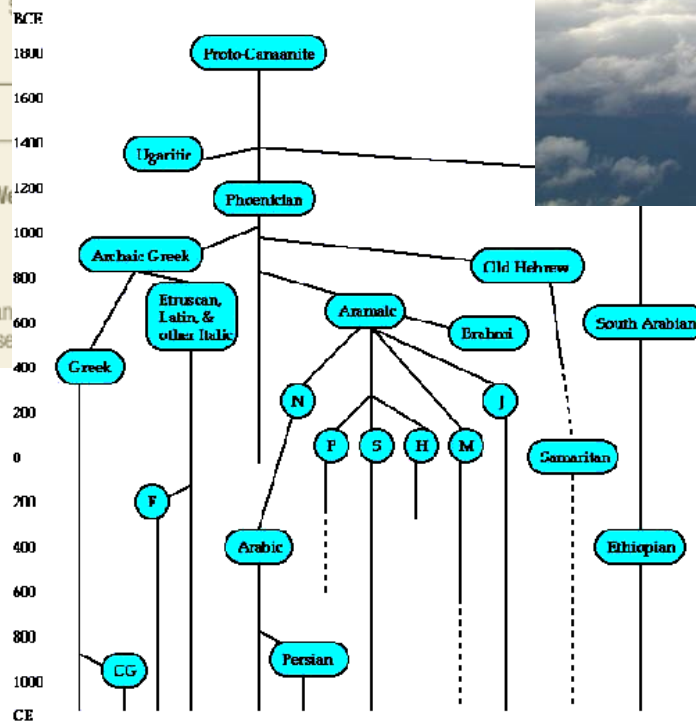 BCE
1800
Proto-Canaanite
1600
1400
Ugaritic
1200
Phoenician
1000
Archaic Greek
Old Hebrew
800
Etruscan,
Latin, &
other Italic
Aramaic
Brahmi
South Arabian
600
400
Greek
200
N
J
0
P
S
H
M
Samaritan
200
F
400
Arabic
Ethiopian
600
800
CG
Persian
1000
CE